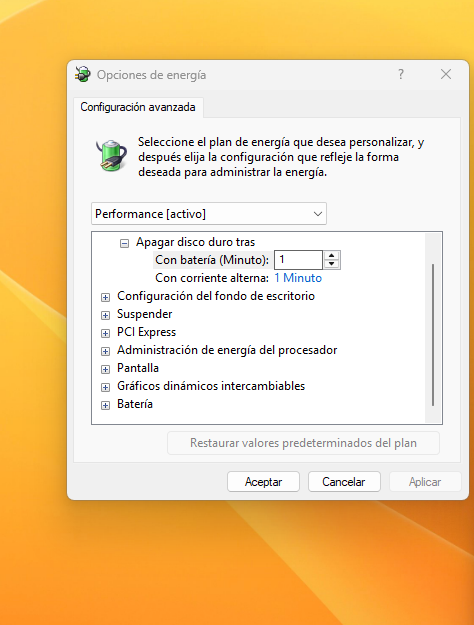 Opciones de energía
Configuración avanzada
Seleccione el plan de energía que desea personalizar, y
después elija la configuración que refleje la forma
deseada para administrar la energía.
Performance [activo]
Apagar disco duro tras
Con batería (Minuto): 1
Con corriente alterna: 1 Minuto
Configuración del fondo de escritorio
Suspender
PCI Express
Administración de energía del procesador
Pantalla
Gráficos dinámicos intercambiables
Batería
Restaurar valores predeterminados del plan
Aceptar Cancelar Aplicar